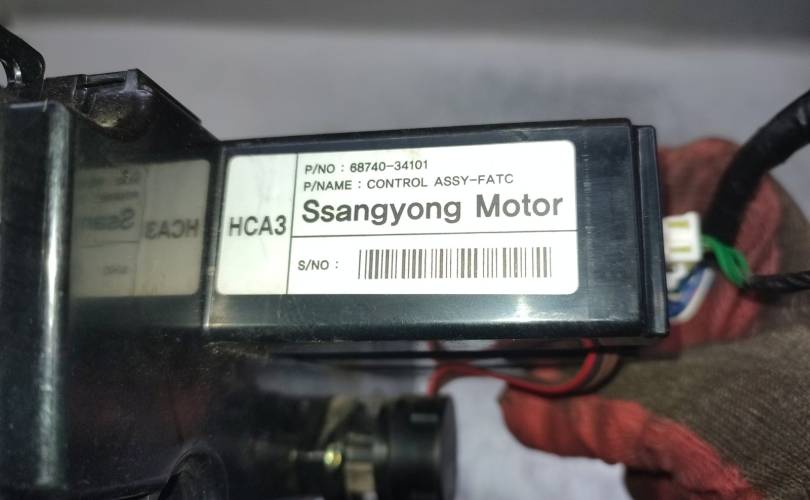 HCA3
P/NO : 68740-34101
P/NAME : CONTROL ASSY-FATC
Ssangyong Motor
S/NO :